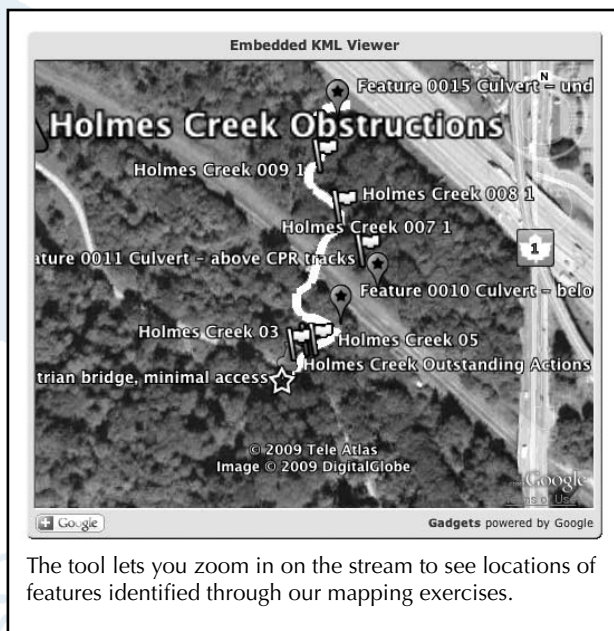 Embedded KML Viewer
N
Feature 0015 Culvert – und
Holmes Creek Obstructions
Holmes Creek 009 1
Holmes Creek 008 1
Holmes Creek 007 1
1
ature 0011 Culvert – above CPR tracks
Feature 0010 Culvert – belo
Holmes Creek 03
Holmes Creek 05
Holmes Creek Outstanding Actions
trian bridge, minimal access
© 2009 Tele Atlas
Image © 2009 DigitalGlobe
Google
Terms of Use
Google
Gadgets powered by Google
The tool lets you zoom in on the stream to see locations of
features identified through our mapping exercises.